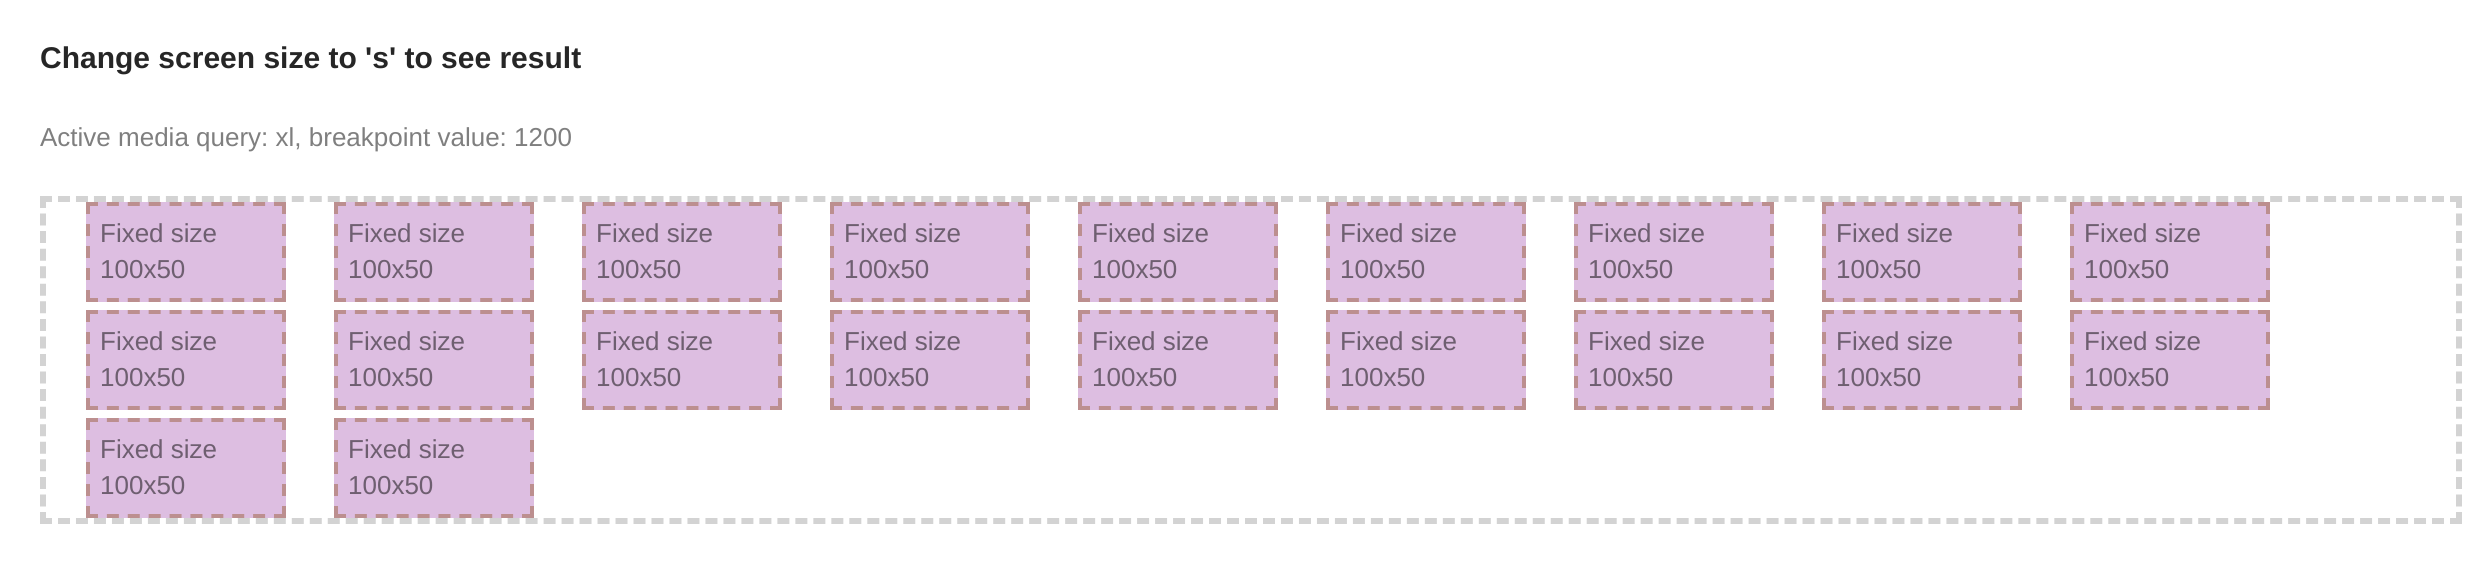 Change screen size to 's' to see result
Active media query: xl, breakpoint value: 1200
Fixed size
100x50
Fixed size
100x50
Fixed size
100x50
Fixed size
100x50
Fixed size
100x50
Fixed size
100x50
Fixed size
100x50
Fixed size
100x50
Fixed size
100x50
Fixed size
100x50
Fixed size
100x50
Fixed size
100x50
Fixed size
100x50
Fixed size
100x50
Fixed size
100x50
Fixed size
100x50
Fixed size
100x50
Fixed size
100x50
Fixed size
100x50
Fixed size
100x50